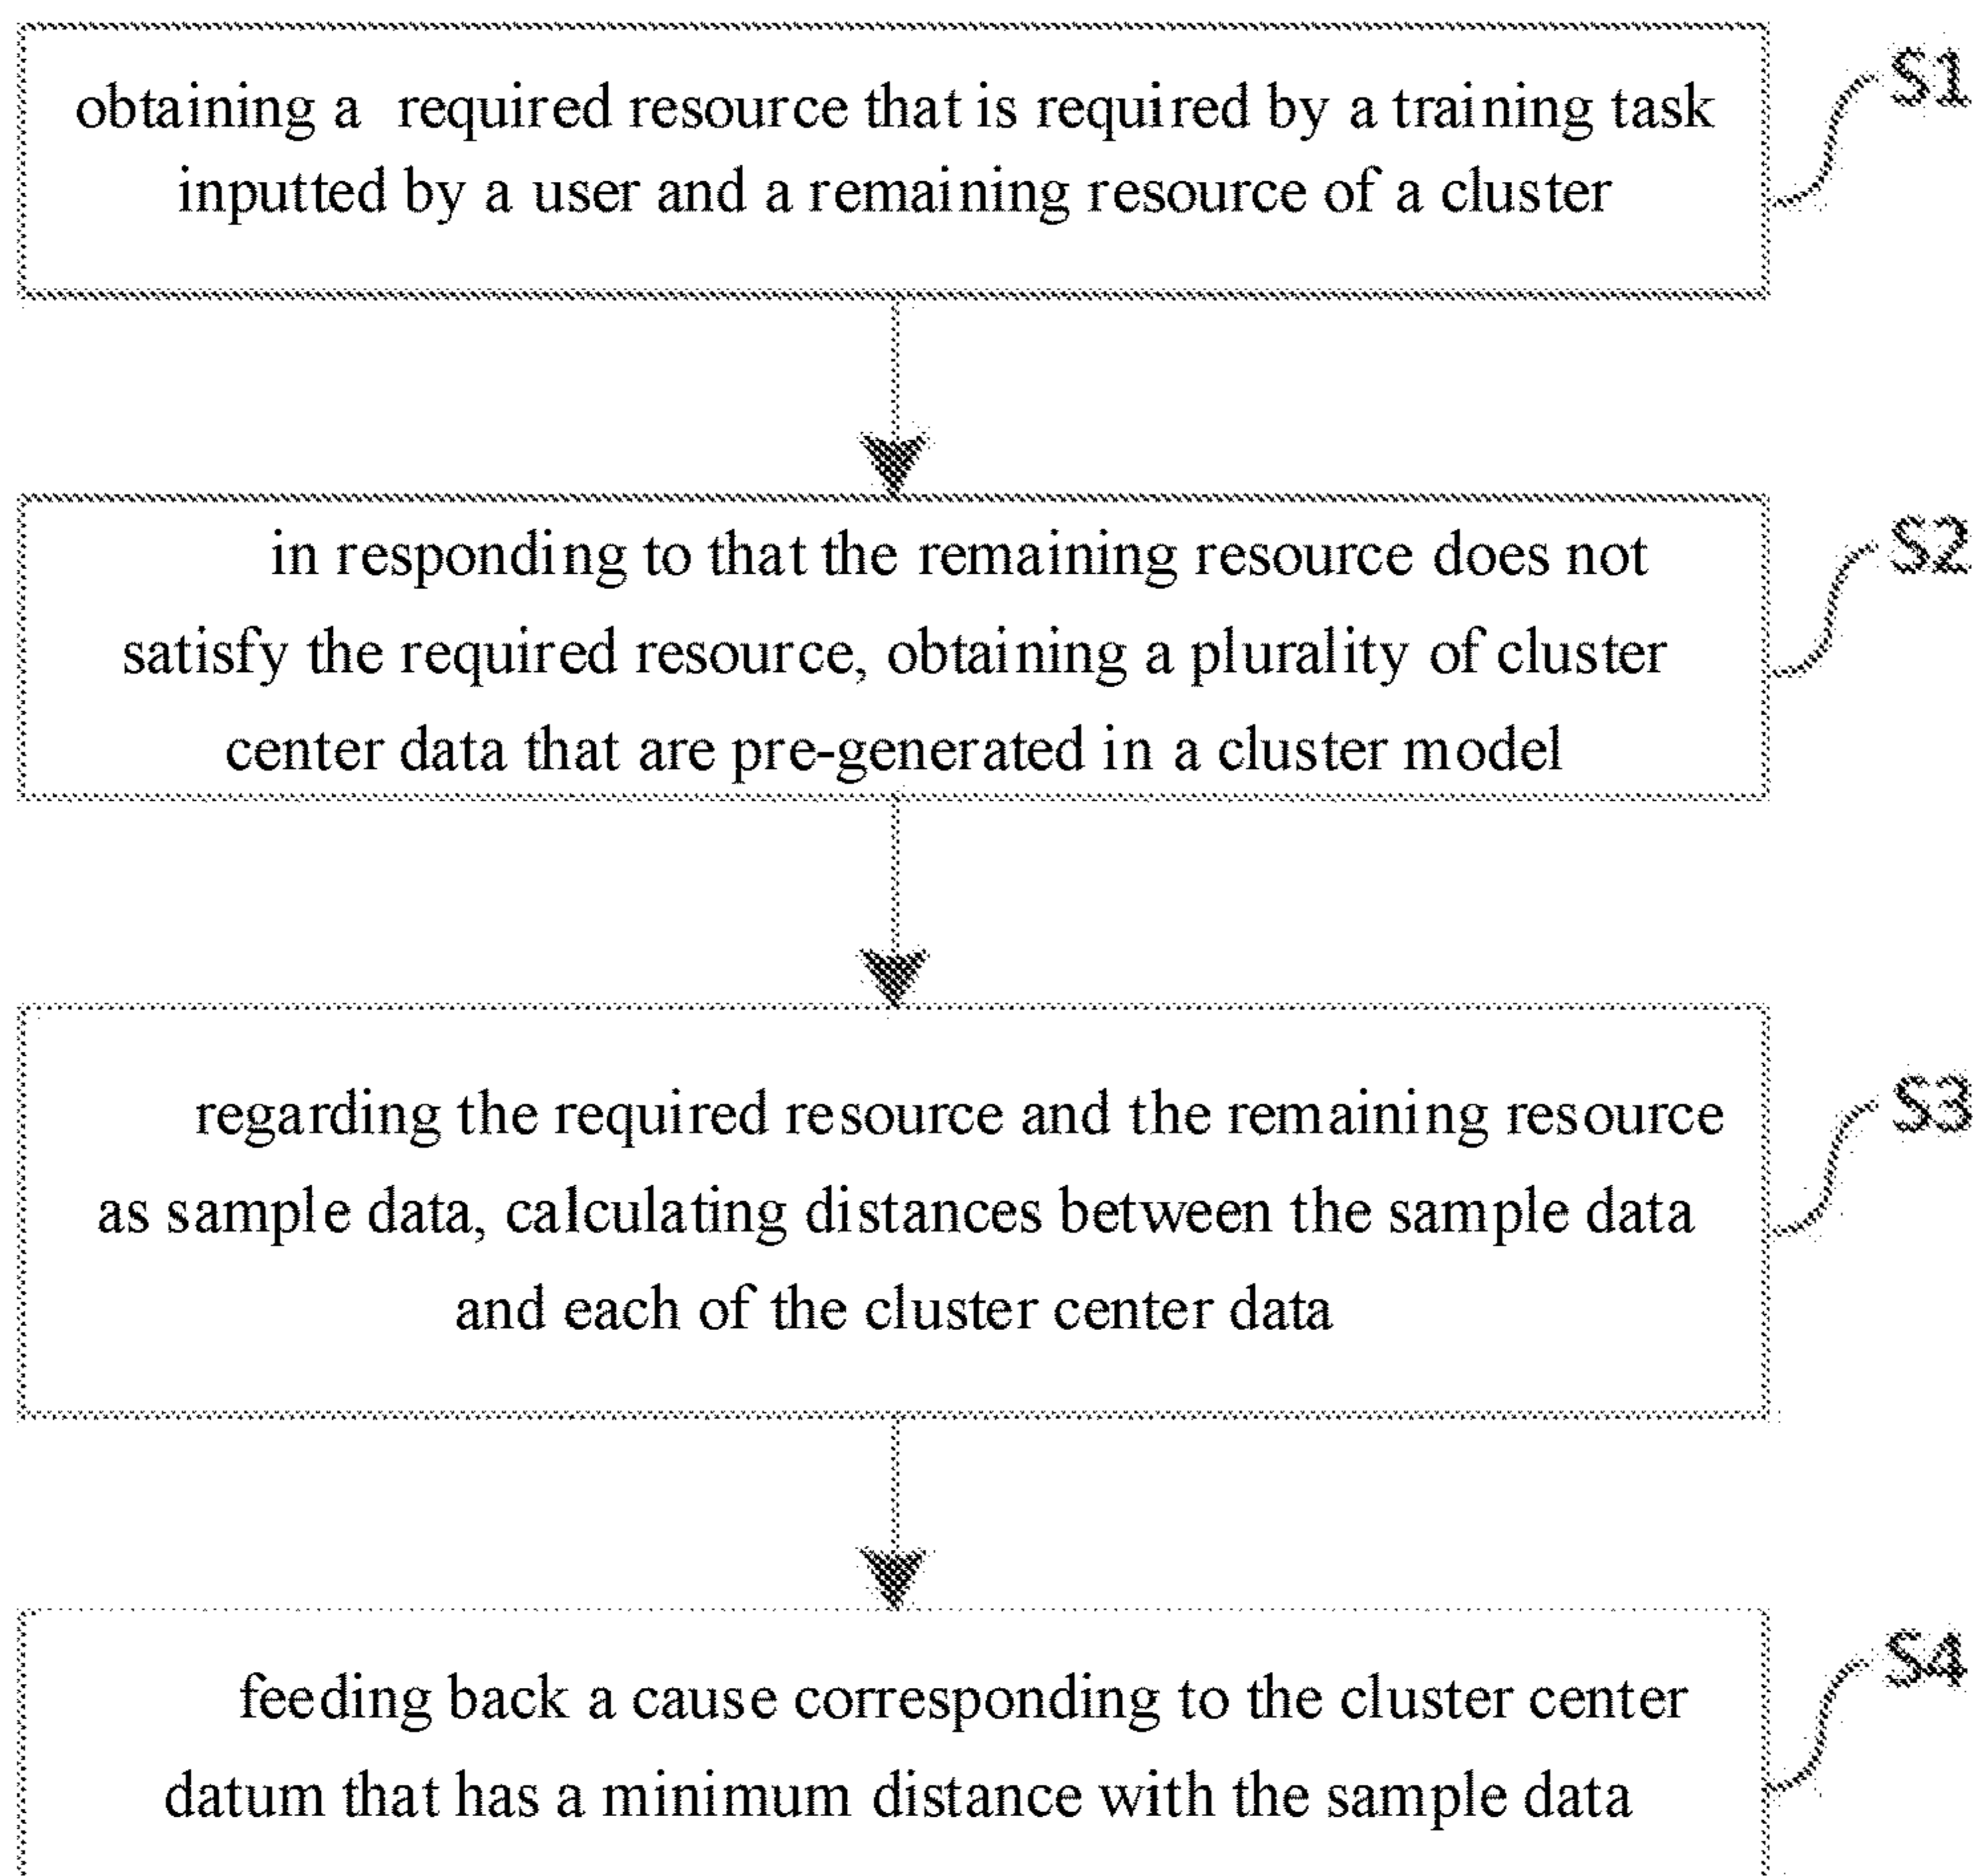 obtaining a required resource that is required by a training task
inputted by a user and a remaining resource of a cluster
S1
in responding to that the remaining resource does not
satisfy the required resource, obtaining a plurality of cluster
center data that are pre-generated in a cluster model
S2
regarding the required resource and the remaining resource
as sample data, calculating distances between the sample data
and each of the cluster center data
S3
feeding back a cause corresponding to the cluster center
datum that has a minimum distance with the sample data
S4